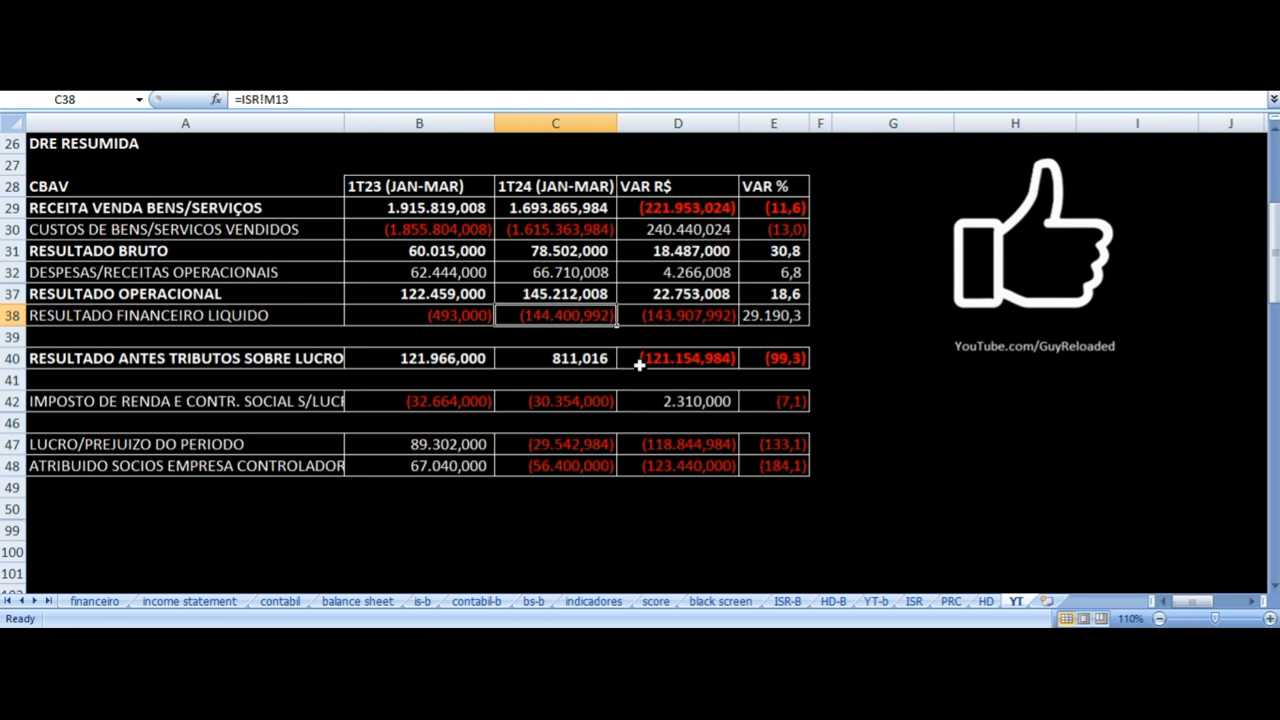 C38 fx =ISR!M13
A B C D E F G H I J
26 DRE RESUMIDA
27
28 CBAV 1T23 (JAN-MAR) 1T24 (JAN-MAR) VAR R$ VAR %
29 RECEITA VENDA BENS/SERVIÇOS 1.915.819,008 1.693.865,984 (221.953,024) (11,6)
30 CUSTOS DE BENS/SERVICOS VENDIDOS (1.855.804,008) (1.615.363,984) 240.440,024 (13,0)
31 RESULTADO BRUTO 60.015,000 78.502,000 18.487,000 30,8
32 DESPESAS/RECEITAS OPERACIONAIS 62.444,000 66.710,008 4.266,008 6,8
37 RESULTADO OPERACIONAL 122.459,000 145.212,008 22.753,008 18,6
38 RESULTADO FINANCEIRO LIQUIDO (493,000) (144.400,992) (143.907,992) 29.190,3
39
40 RESULTADO ANTES TRIBUTOS SOBRE LUCRO 121.966,000 811,016 (121.154,984) (99,3)
41
42 IMPOSTO DE RENDA E CONTR. SOCIAL S/LUCR (32.664,000) (30.354,000) 2.310,000 (7,1)
46
47 LUCRO/PREJUIZO DO PERIODO 89.302,000 (29.542,984) (118.844,984) (133,1)
48 ATRIBUIDO SOCIOS EMPRESA CONTROLADOR 67.040,000 (56.400,000) (123.440,000) (184,1)
49
50
99
100
101
YouTube.com/GuyReloaded
financeiro income statement contabil balance sheet is-b contabil-b bs-b indicadores score black screen ISR-B HD-B YT-b ISR PRC HD YT
Ready 110%